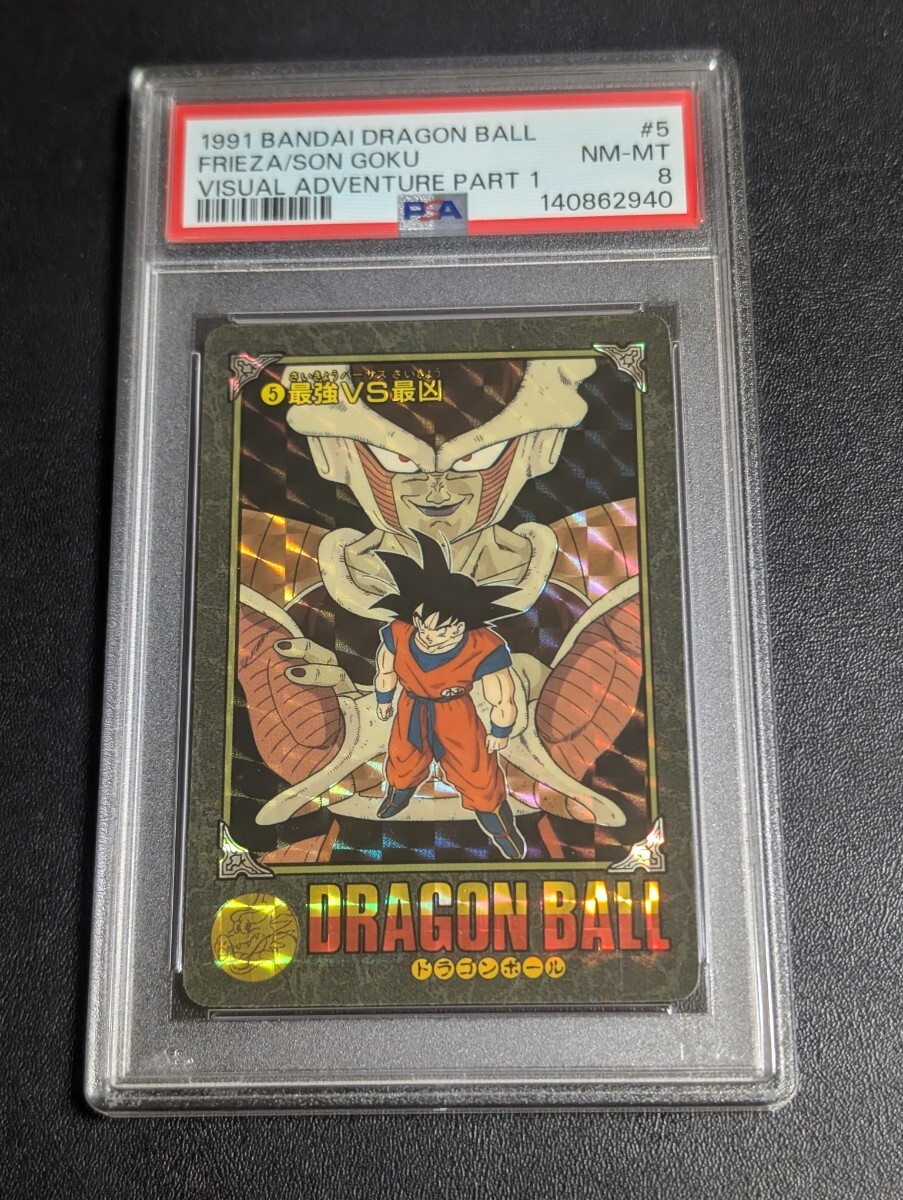 1991 BANDAI DRAGON BALL #5
FRIEZA/SON GOKU NM-MT
VISUAL ADVENTURE PART 1 8
PSA 140862940
さいきょうバーサスさいきょう
5 最強VS最凶
DRAGON BALL
ドラゴンボール